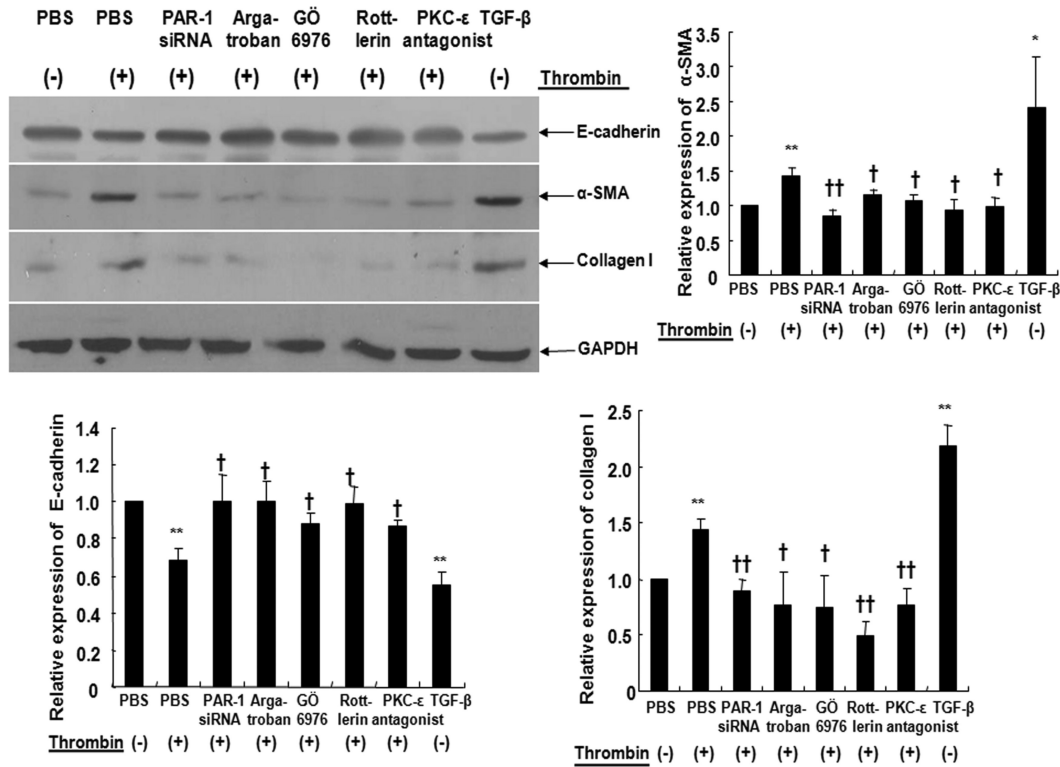 PBS PBS PAR-1 Arga- GÖ Rott- PKC-ε TGF-β
siRNA troban 6976 lerin antagonist
(-) (+) (+) (+) (+) (+) (+) (-) Thrombin
E-cadherin
α-SMA
Collagen I
GAPDH
Relative expression of α-SMA
3.5
3.0
2.5
2.0
1.5
1.0
0.5
0
*
**
††
†
†
†
†
PBS PBS PAR-1 Arga- GÖ Rott- PKC-ε TGF-β
siRNA troban 6976 lerin antagonist
Thrombin (-) (+) (+) (+) (+) (+) (+) (-)
Relative expression of E-cadherin
1.4
1.2
1.0
0.8
0.6
0.4
0.2
0
**
†
†
†
†
†
**
PBS PBS PAR-1 Arga- GÖ Rott- PKC-ε TGF-β
siRNA troban 6976 lerin antagonist
Thrombin (-) (+) (+) (+) (+) (+) (+) (-)
Relative expression of collagen I
2.5
2.0
1.5
1.0
0.5
0
**
††
†
†
††
††
**
PBS PBS PAR-1 Arga- GÖ Rott- PKC-ε TGF-β
siRNA troban 6976 lerin antagonist
Thrombin (-) (+) (+) (+) (+) (+) (+) (-)